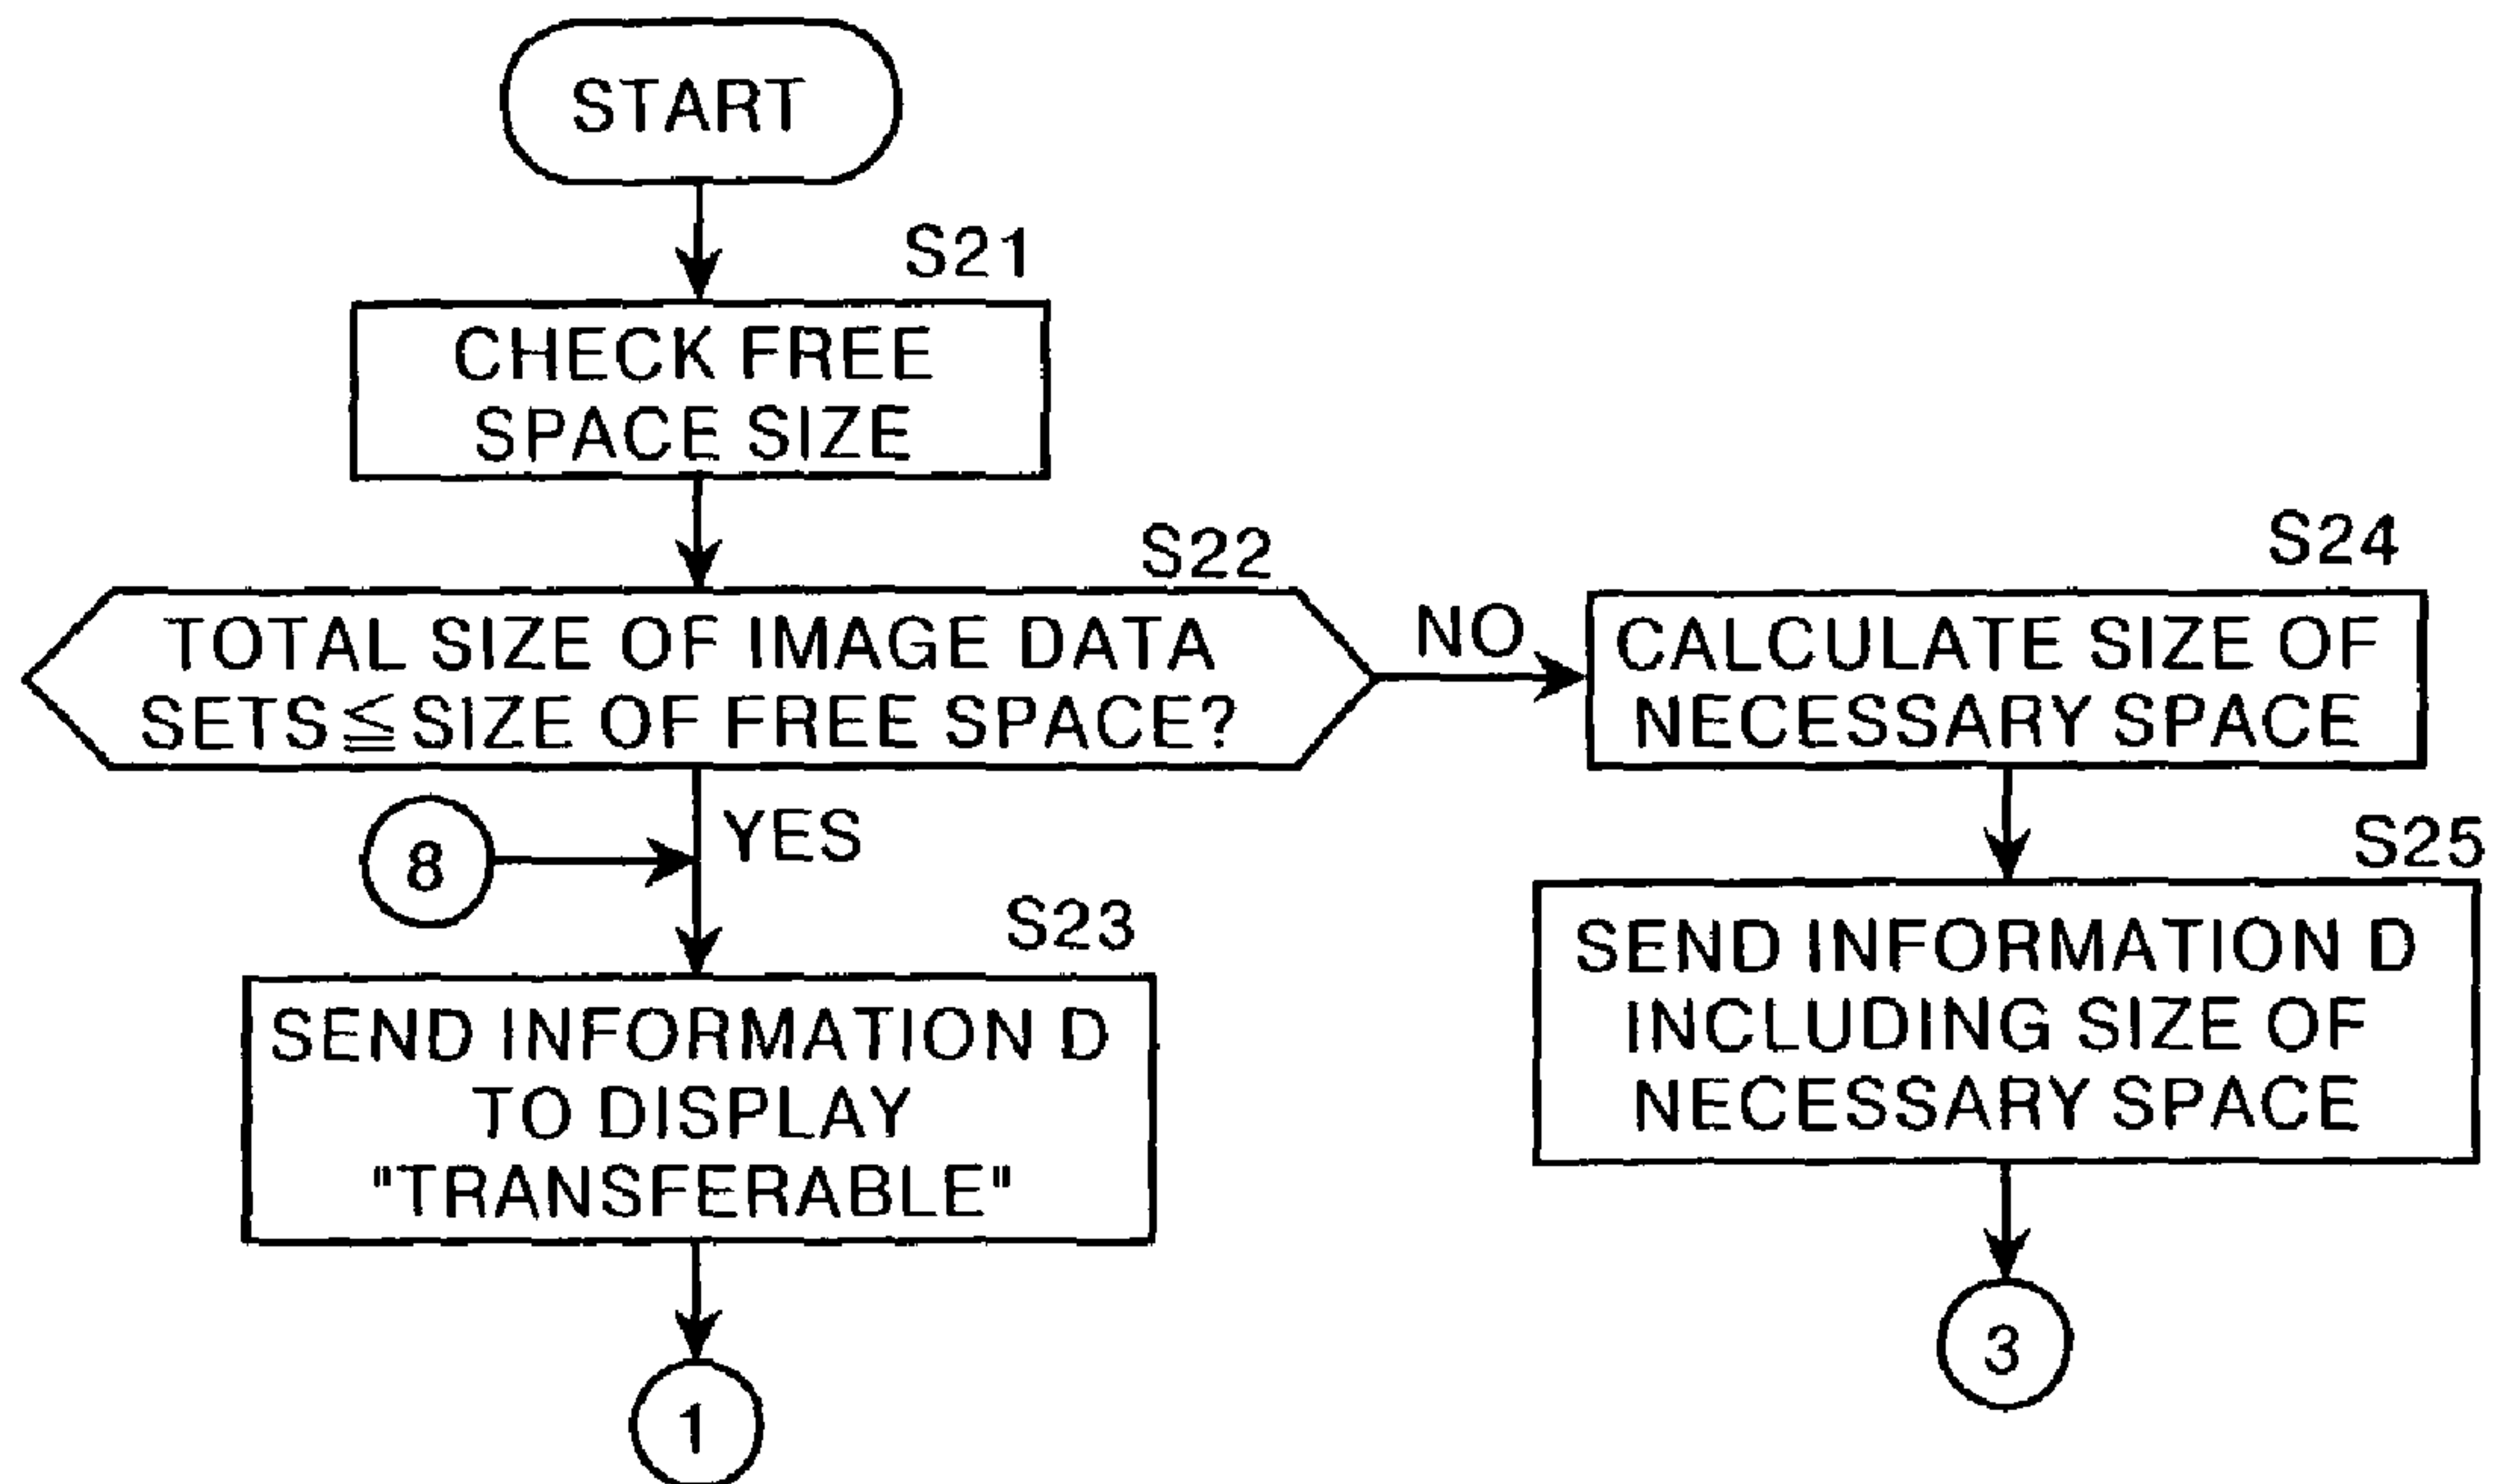 START
S21
CHECK FREE
SPACE SIZE
S22
TOTAL SIZE OF IMAGE DATA
SETS≦SIZE OF FREE SPACE?
NO
S24
CALCULATE SIZE OF
NECESSARY SPACE
YES
8
S23
SEND INFORMATION D
TO DISPLAY
"TRANSFERABLE"
1
S25
SEND INFORMATION D
INCLUDING SIZE OF
NECESSARY SPACE
3